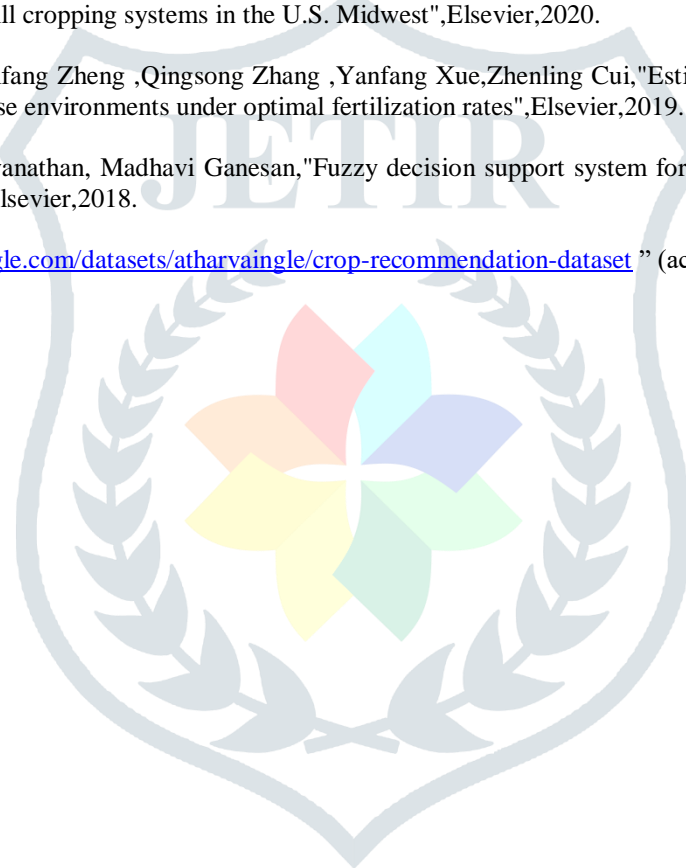 ll cropping systems in the U.S. Midwest",Elsevier,2020.
fang Zheng ,Qingsong Zhang ,Yanfang Xue,Zhenling Cui,"Esti
se environments under optimal fertilization rates",Elsevier,2019.
anathan, Madhavi Ganesan,"Fuzzy decision support system for
lsevier,2018.
gle.com/datasets/atharvaingle/crop-recommendation-dataset ” (ac
JETIR